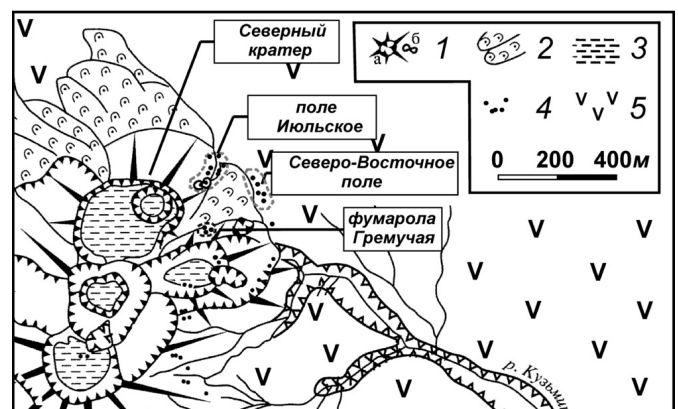 Северный
кратер
поле
Июльское
Северо-Восточное
поле
фумарола
Гремучая
а б 1 2 3
4 5
0 200 400м
р. Кузьми